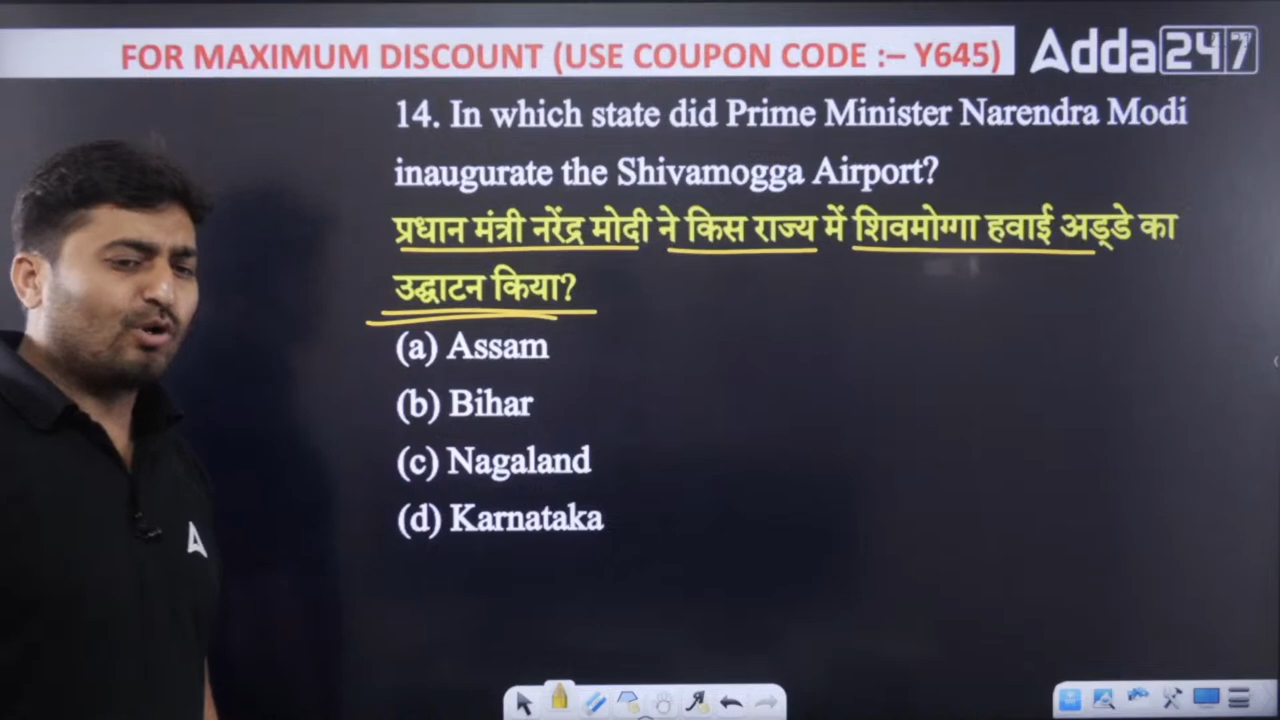 FOR MAXIMUM DISCOUNT (USE COUPON CODE :– Y645)
Adda247
14. In which state did Prime Minister Narendra Modi
inaugurate the Shivamogga Airport?
प्रधान मंत्री नरेंद्र मोदी ने किस राज्य में शिवमोग्गा हवाई अड्डे का
उद्घाटन किया?
(a) Assam
(b) Bihar
(c) Nagaland
(d) Karnataka